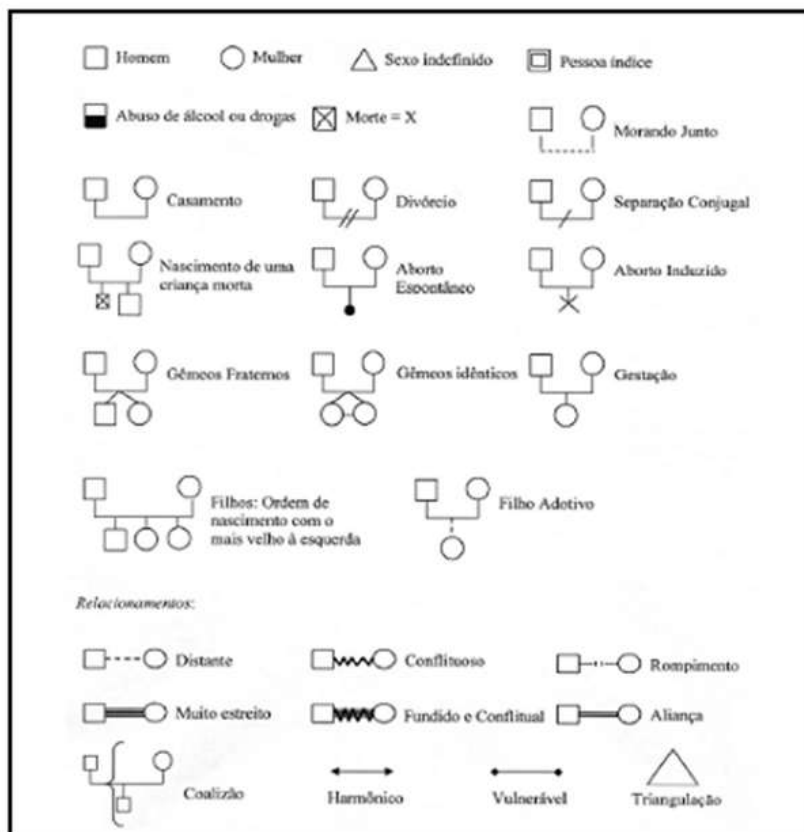 Homem
Mulher
Sexo indefinido
Pessoa índice
Abuso de álcool ou drogas
Morte = X
Morando Junto
Casamento
Divórcio
Separação Conjugal
Nascimento de uma
criança morta
Aborto
Espontâneo
Aborto Induzido
Gêmeos Fraternos
Gêmeos idênticos
Gestação
Filhos: Ordem de
nascimento com o
mais velho à esquerda
Filho Adotivo
Relacionamentos:
Distante
Conflituoso
Rompimento
Muito estreito
Fundido e Conflitual
Aliança
Coalizão
Harmônico
Vulnerável
Triangulação